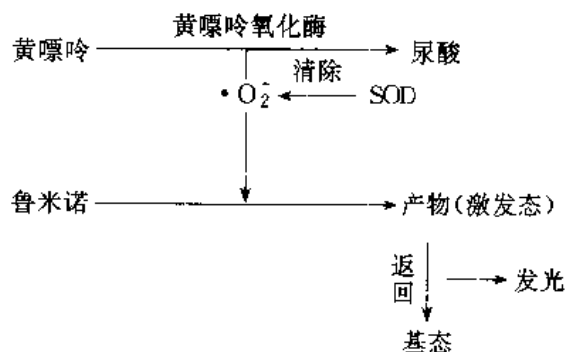 黄嘌呤氧化酶
黄嘌呤 尿酸
清除
·O₂⁻ SOD
鲁米诺 产物(激发态)
返回 发光
基态